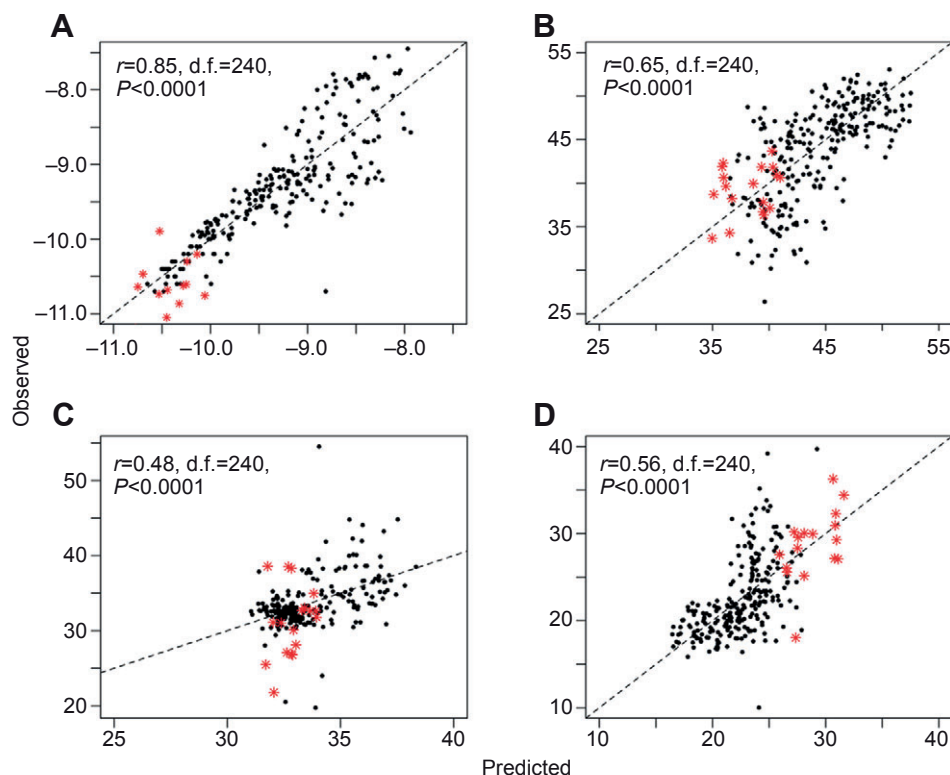 A
B
r=0.85, d.f.=240,
P<0.0001
–8.0
–9.0
–10.0
–11.0
–11.0 –10.0 –9.0 –8.0
r=0.65, d.f.=240,
P<0.0001
55
45
35
25
25 35 45 55
Observed
C
D
r=0.48, d.f.=240,
P<0.0001
50
40
30
20
25 30 35 40
r=0.56, d.f.=240,
P<0.0001
40
30
20
10
10 20 30 40
Predicted